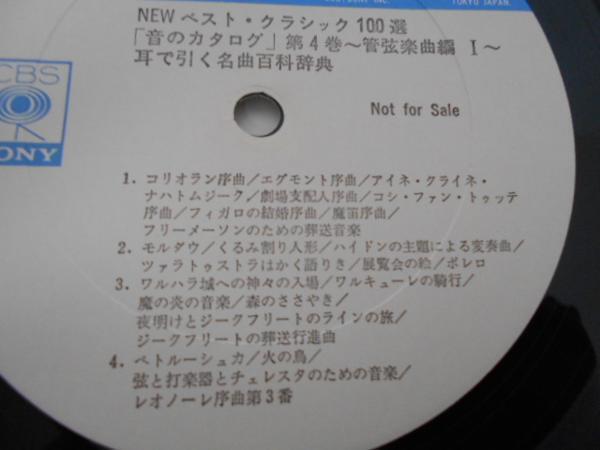 TOKYO JAPAN.
NEW ベスト・クラシック 100 選
「音のカタログ」第4巻〜管弦楽曲編 I〜
耳で引く名曲百科辞典
CBS
SONY
Not for Sale
1. コリオラン序曲/エグモント序曲/アイネ・クライネ・
ナハトムジーク/劇場支配人序曲/コシ・ファン・トゥッテ
序曲/フィガロの結婚序曲/魔笛序曲/
フリーメーソンのための葬送音楽
2. モルダウ/くるみ割り人形/ハイドンの主題による変奏曲/
ツァラトゥストラはかく語りき/展覧会の絵/ボレロ
3. ワルハラ城への神々の入場/ワルキューレの騎行/
魔の炎の音楽/森のささやき/
夜明けとジークフリートのラインの旅/
ジークフリートの葬送行進曲
4. ペトルーシュカ/火の鳥/
弦と打楽器とチェレスタのための音楽/
レオノーレ序曲第3番